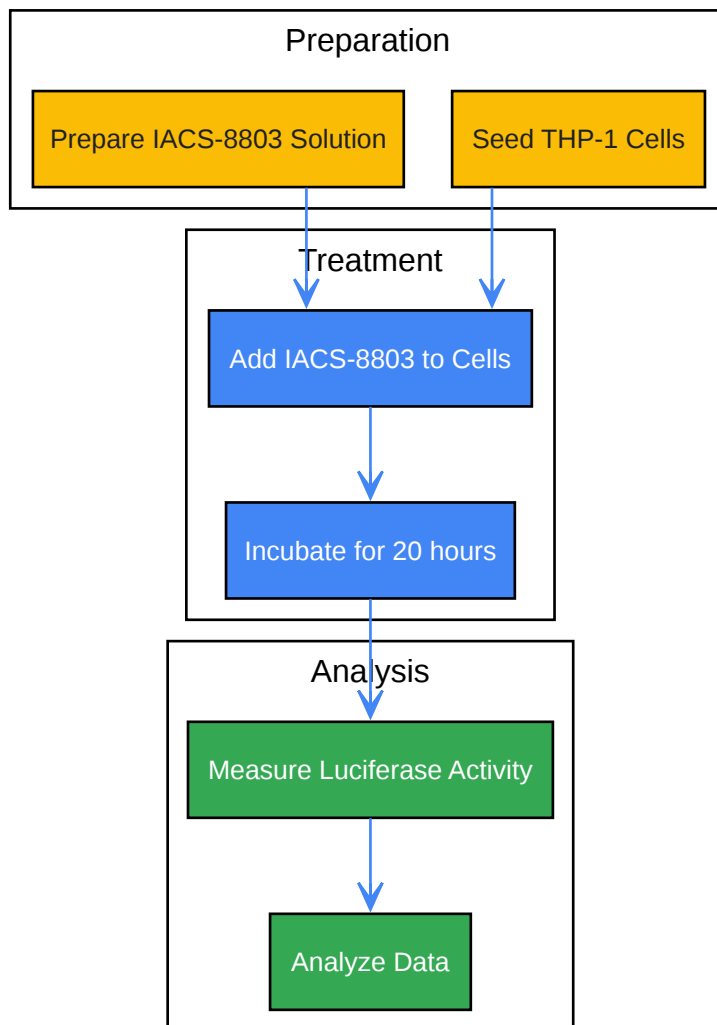 Preparation
Prepare IACS-8803 Solution
Seed THP-1 Cells
Treatment
Add IACS-8803 to Cells
Incubate for 20 hours
Analysis
Measure Luciferase Activity
Analyze Data